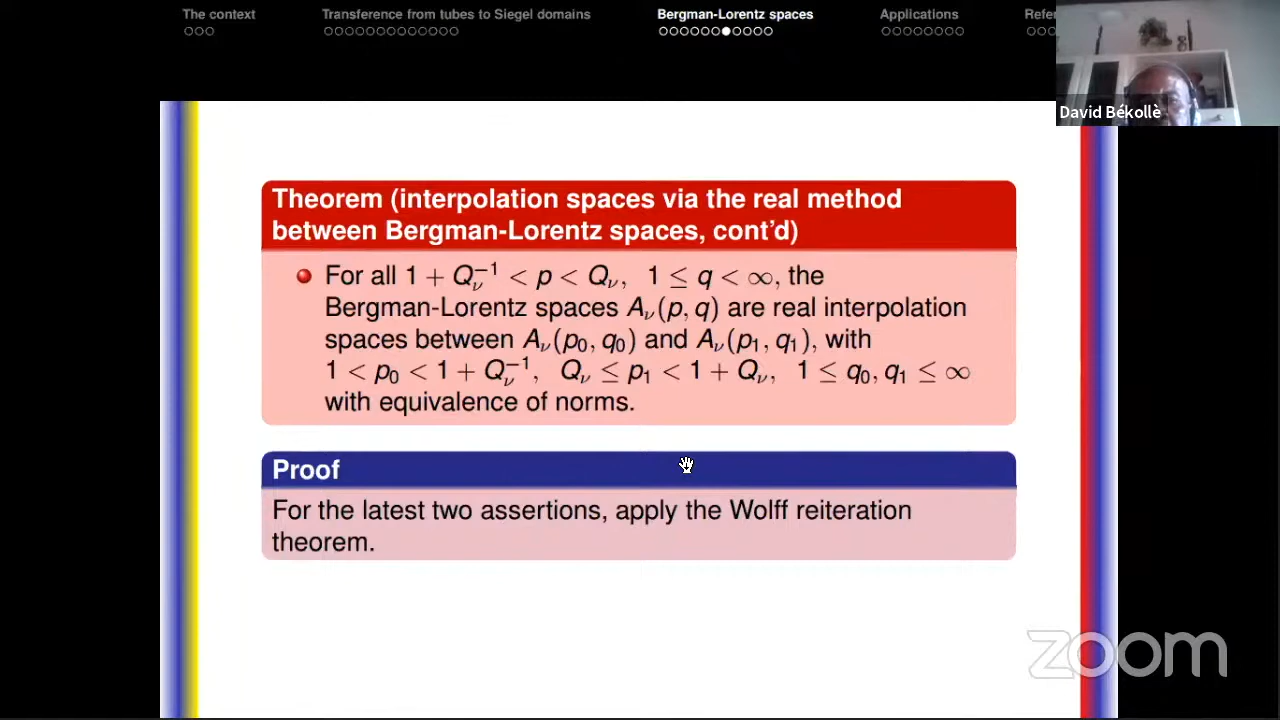 The context Transference from tubes to Siegel domains Bergman-Lorentz spaces Applications Refer
David Békollè
Theorem (interpolation spaces via the real method
between Bergman-Lorentz spaces, cont'd)
For all 1 + Q_ν^{-1} < p < Q_ν, 1 ≤ q < ∞, the
Bergman-Lorentz spaces A_ν(p, q) are real interpolation
spaces between A_ν(p_0, q_0) and A_ν(p_1, q_1), with
1 < p_0 < 1 + Q_ν^{-1}, Q_ν ≤ p_1 < 1 + Q_ν, 1 ≤ q_0, q_1 ≤ ∞
with equivalence of norms.
Proof
For the latest two assertions, apply the Wolff reiteration
theorem.
zoom